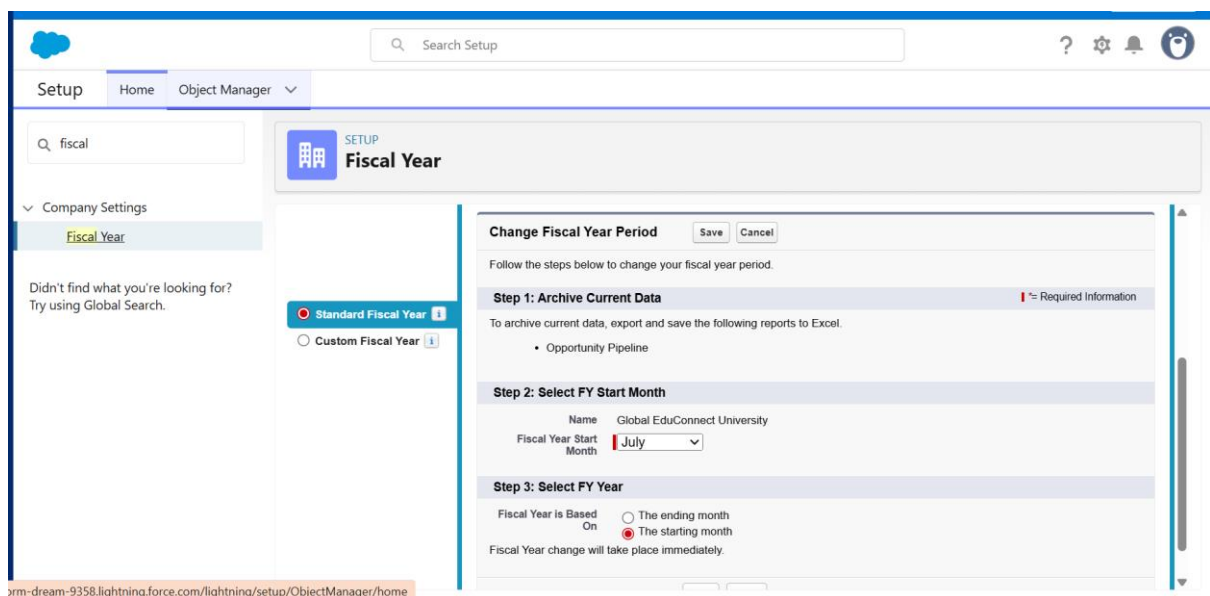 Search Setup
Setup
Home
Object Manager
fiscal
SETUP
Fiscal Year
Company Settings
Fiscal Year
Didn't find what you're looking for?
Try using Global Search.
Standard Fiscal Year i
Custom Fiscal Year i
Change Fiscal Year Period
Save
Cancel
Follow the steps below to change your fiscal year period.
Step 1: Archive Current Data
*= Required Information
To archive current data, export and save the following reports to Excel.
• Opportunity Pipeline
Step 2: Select FY Start Month
Name Global EduConnect University
Fiscal Year Start
Month
July
Step 3: Select FY Year
Fiscal Year is Based
On
The ending month
The starting month
Fiscal Year change will take place immediately.
orm-dream-9358.lightning.force.com/lightning/setup/ObjectManager/home